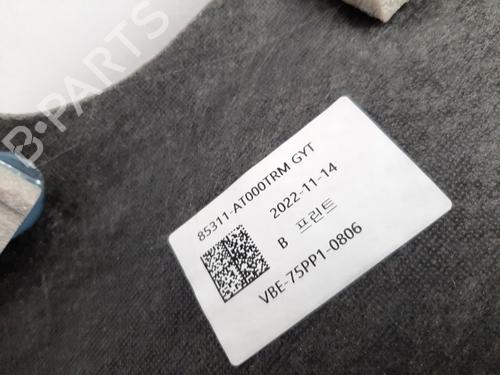 B-PARTS
85311-AT000TRM GYT
2022-11-14
B 프린트
VBE-75PP1-0806